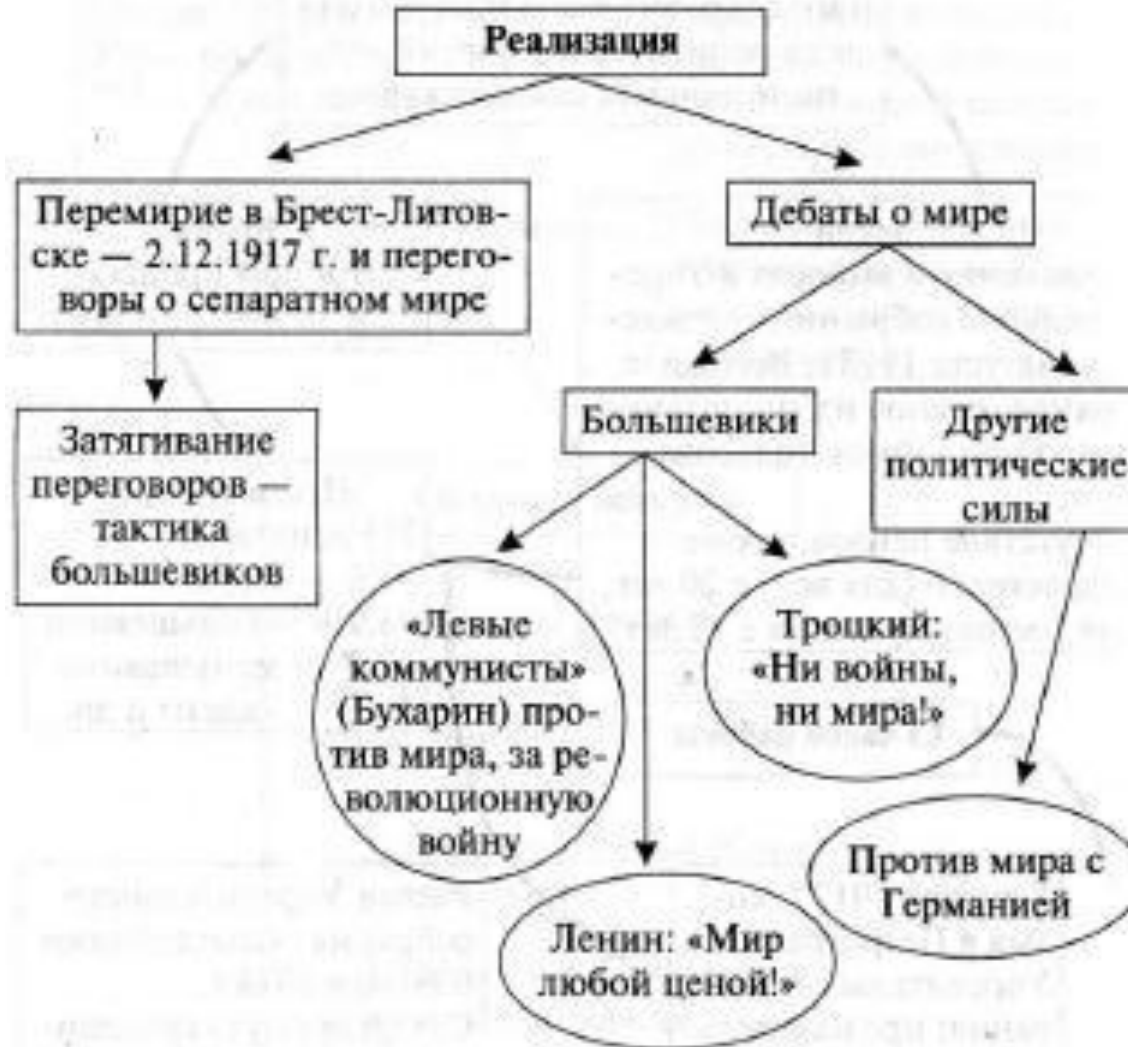 Реализация
Перемирие в Брест-Литов-
ске — 2.12.1917 г. и перего-
воры о сепаратном мире
Дебаты о мире
Затягивание
переговоров —
тактика
большевиков
Большевики
Другие
политические
силы
«Левые
коммунисты»
(Бухарин) про-
тив мира, за ре-
волюционную
войну
Троцкий:
«Ни войны,
ни мира!»
Ленин: «Мир
любой ценой!»
Против мира с
Германией